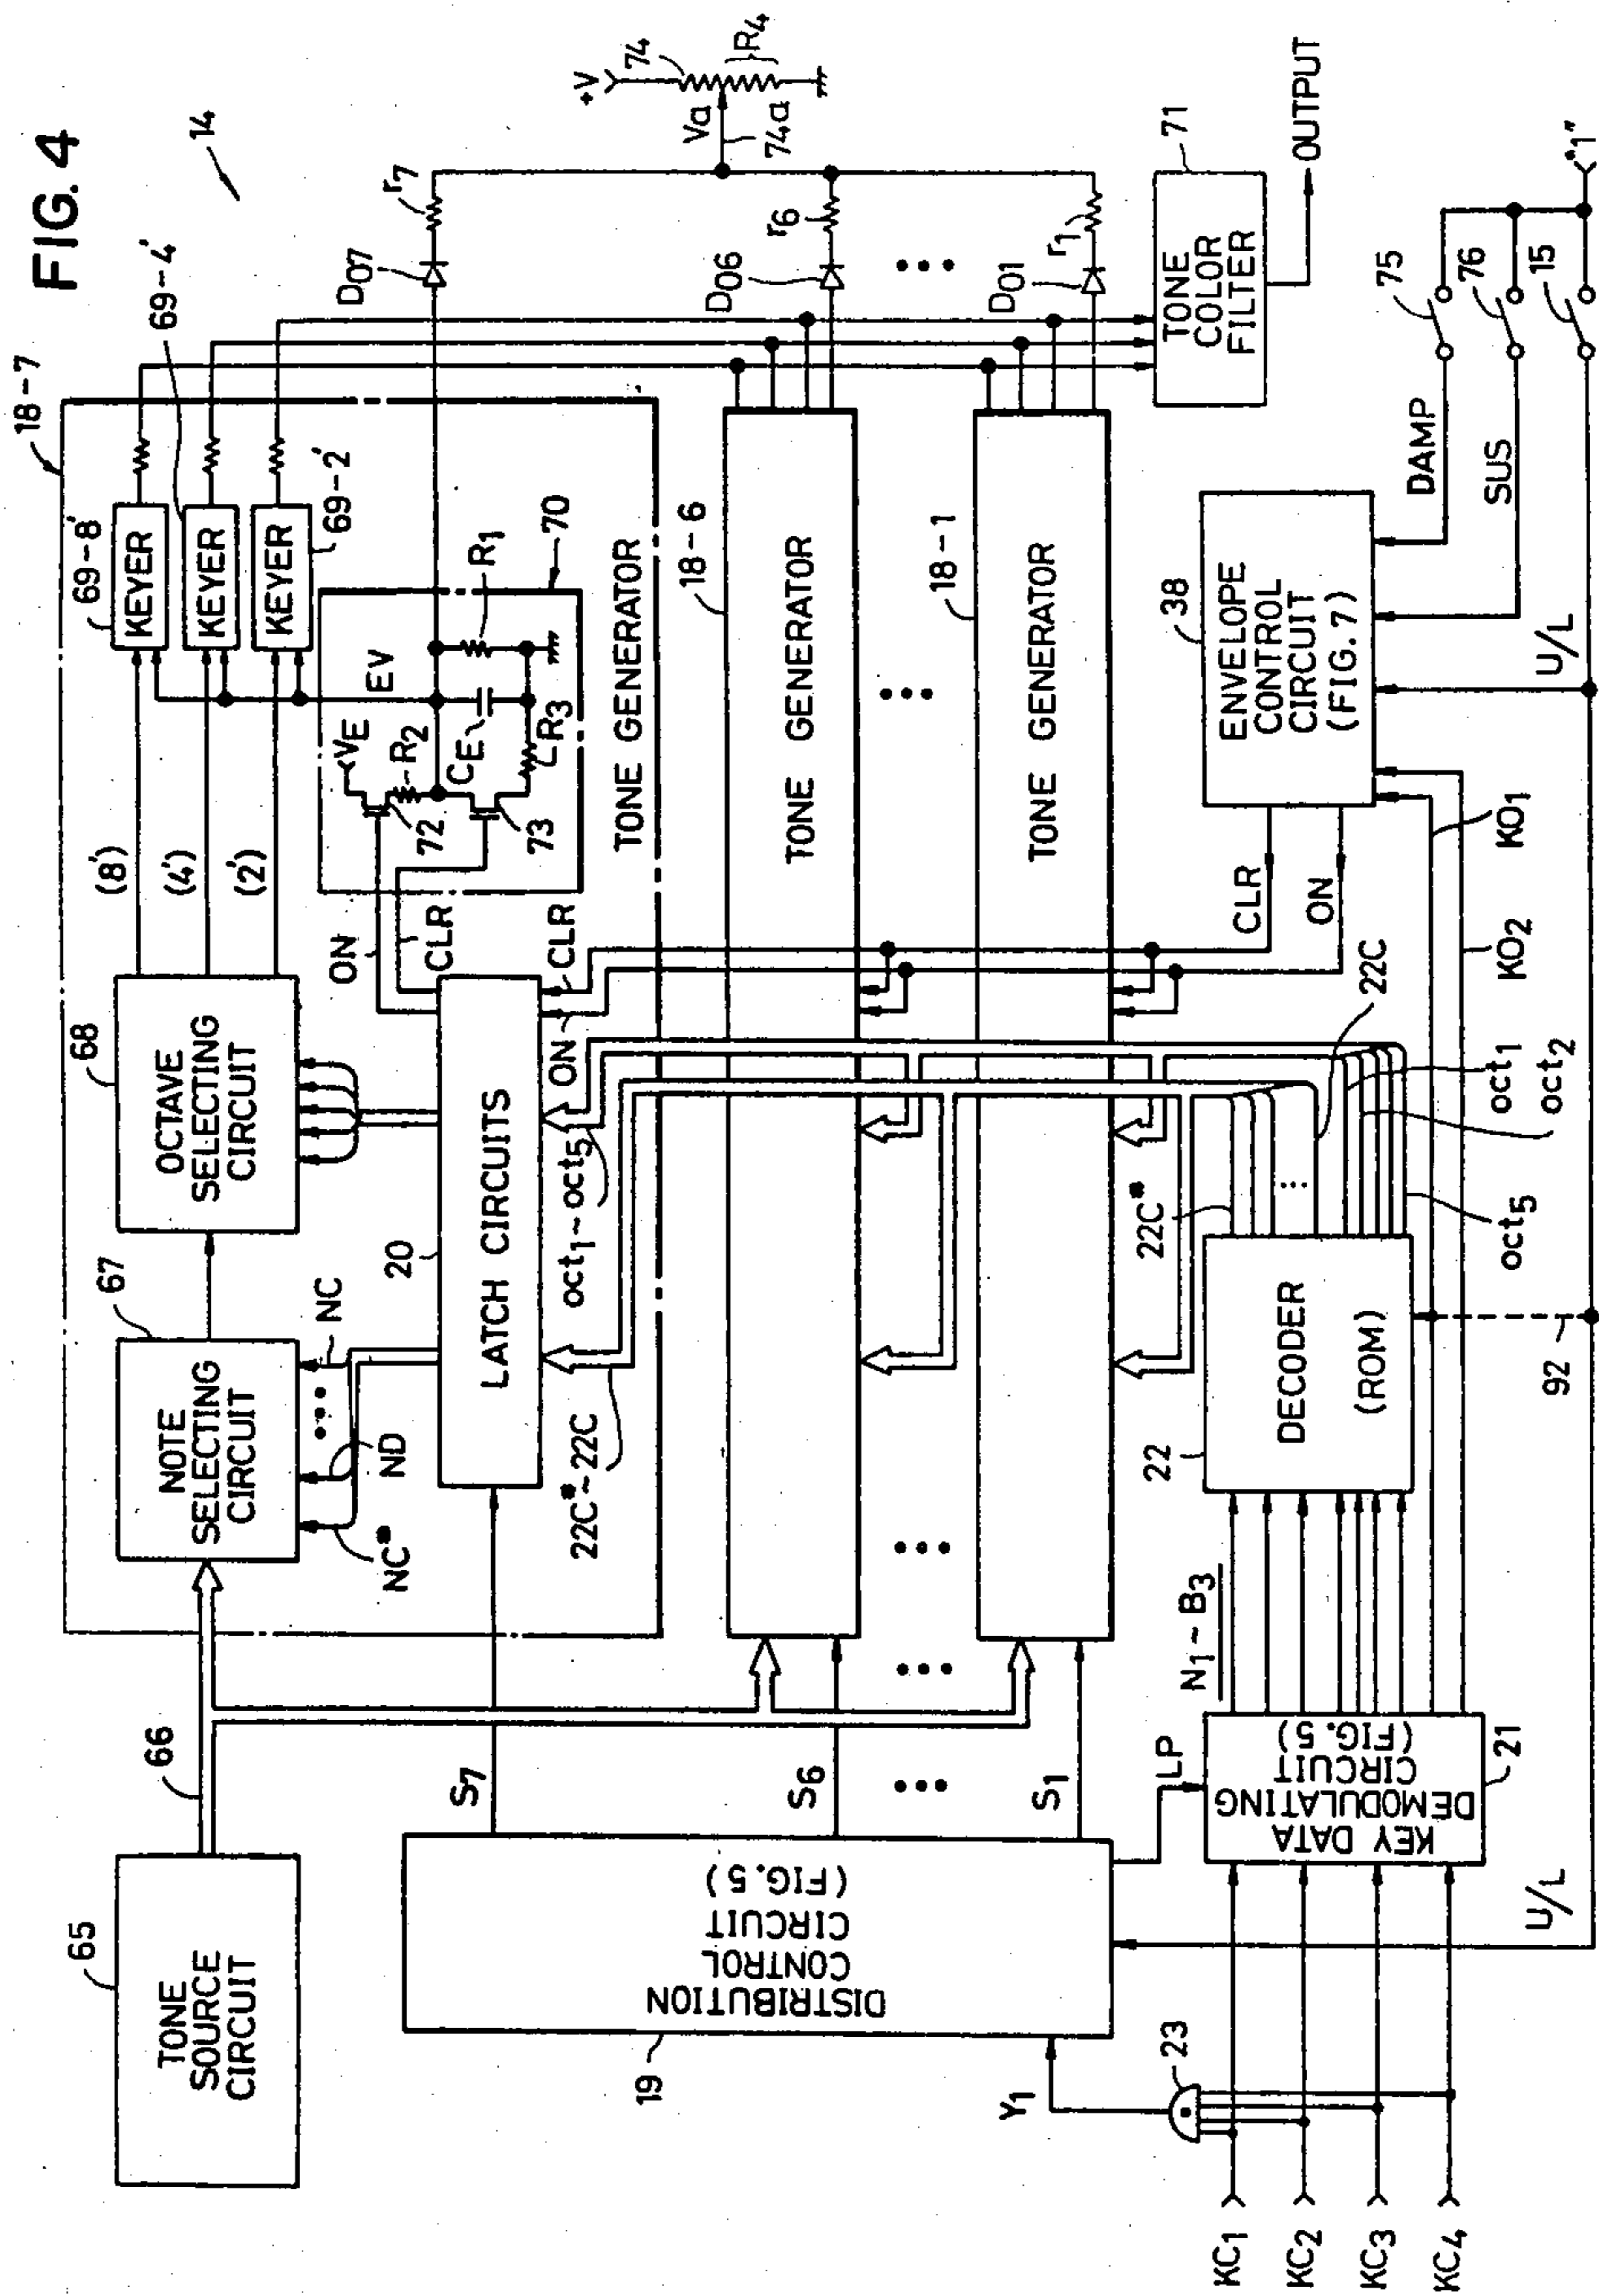 FIG. 4
14
65
TONE
SOURCE
CIRCUIT
66
67
NOTE
SELECTING
CIRCUIT
NC#
ND
NC
68
OCTAVE
SELECTING
CIRCUIT
(8')
(4')
(2')
18-7
69-8'
KEYER
69-4'
KEYER
KEYER
69-2'
20
LATCH CIRCUITS
ON
CLR
ON
CLR
22C#~22C
oct1~oct5
VE
R2
72
73
CE
R3
EV
R1
70
TONE GENERATOR
D07
r7
+V
74
R4
Va
74a
19
DISTRIBUTION
CONTROL
CIRCUIT
(FIG. 5)
S7
S6
S1
LP
18-6
TONE GENERATOR
D06
r6
18-1
TONE GENERATOR
D01
r1
71
TONE
COLOR
FILTER
OUTPUT
Y1
23
KC1
KC2
KC3
KC4
KEY DATA
DEMODULATING
CIRCUIT
(FIG. 5)
21
N1~B3
22
DECODER
(ROM)
92
22C#
22C
oct1
oct2
oct5
KO2
KO1
CLR
ON
38
ENVELOPE
CONTROL
CIRCUIT
(FIG. 7)
DAMP
SUS
U/L
U/L
75
76
15
"1"